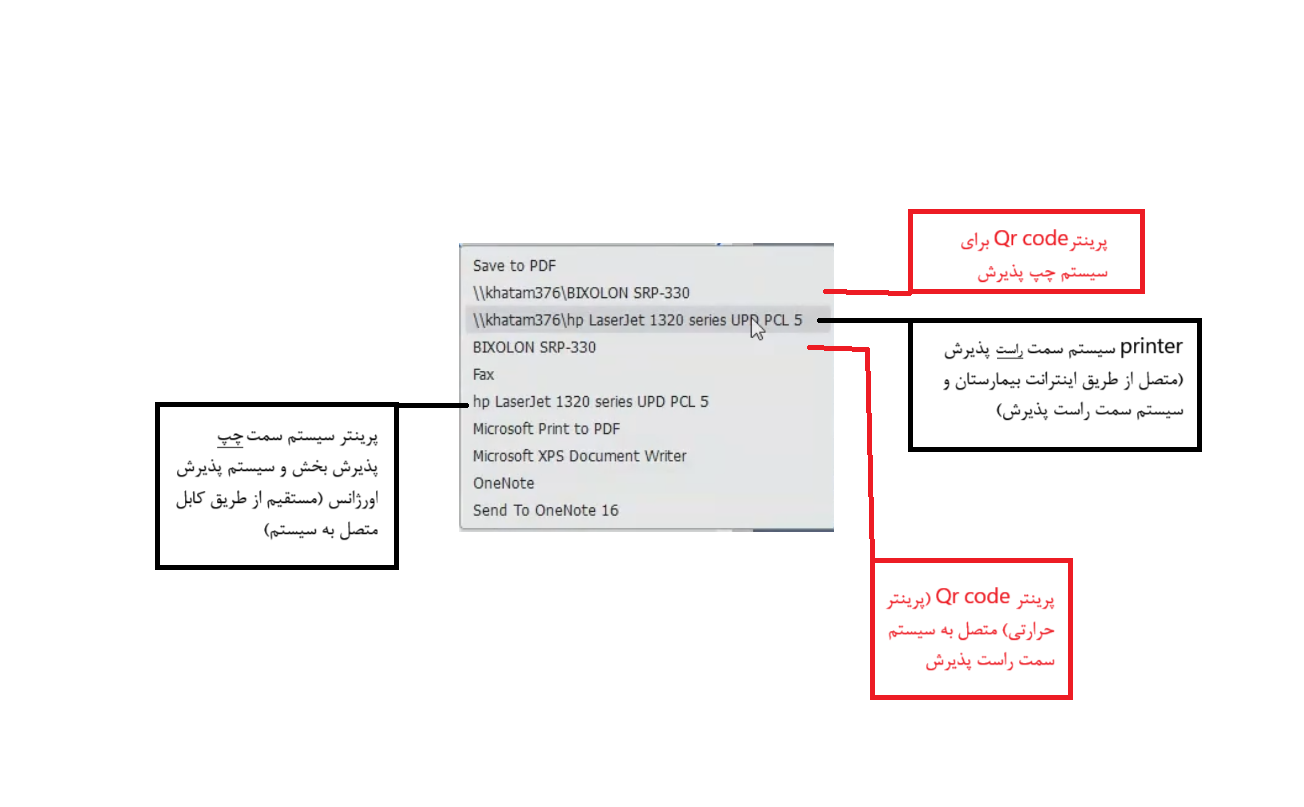 پرینترQr code برای
سیستم چپ پذیرش
Save to PDF
\\khatam376\BIXOLON SRP-330
\\khatam376\hp LaserJet 1320 series UPD PCL 5
BIXOLON SRP-330
Fax
hp LaserJet 1320 series UPD PCL 5
Microsoft Print to PDF
Microsoft XPS Document Writer
OneNote
Send To OneNote 16
printer سیستم سمت راست پذیرش
(متصل از طریق اینترانت بیمارستان و
سیستم سمت راست پذیرش)
پرینتر سیستم سمت چپ
پذیرش بخش و سیستم پذیرش
اورژانس (مستقیم از طریق کابل
متصل به سیستم)
پرینتر Qr code (پرینتر
حرارتی) متصل به سیستم
سمت راست پذیرش